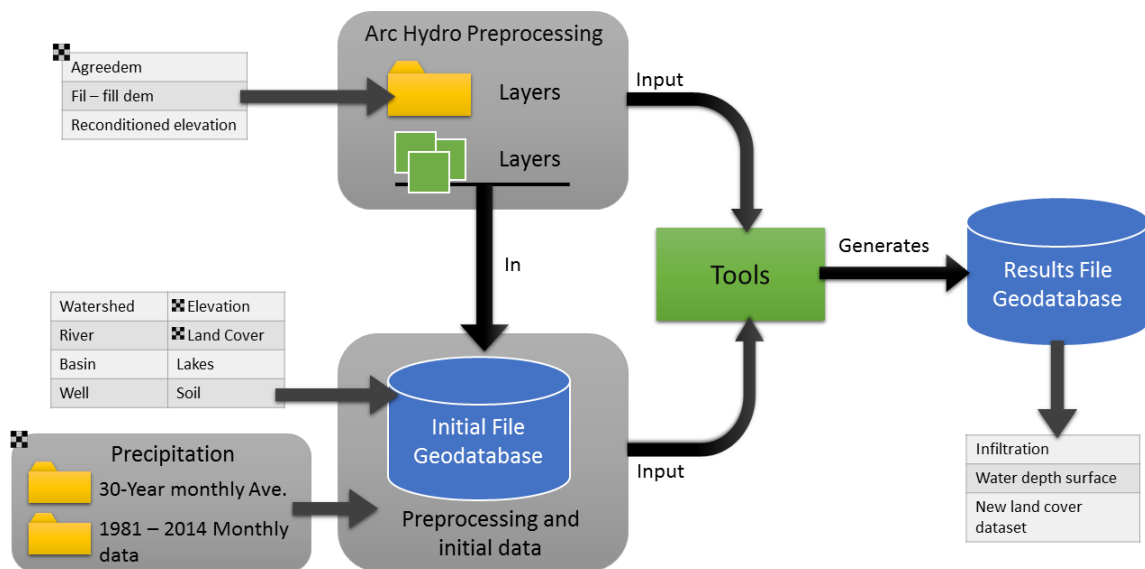 Arc Hydro Preprocessing
Agreedem
Fil – fill dem
Reconditioned elevation
Layers
Layers
Input
In
Tools
Generates
Results File
Geodatabase
Watershed Elevation
River Land Cover
Basin Lakes
Well Soil
Initial File
Geodatabase
Input
Preprocessing and
initial data
Precipitation
30-Year monthly Ave.
1981 – 2014 Monthly
data
Infiltration
Water depth surface
New land cover
dataset